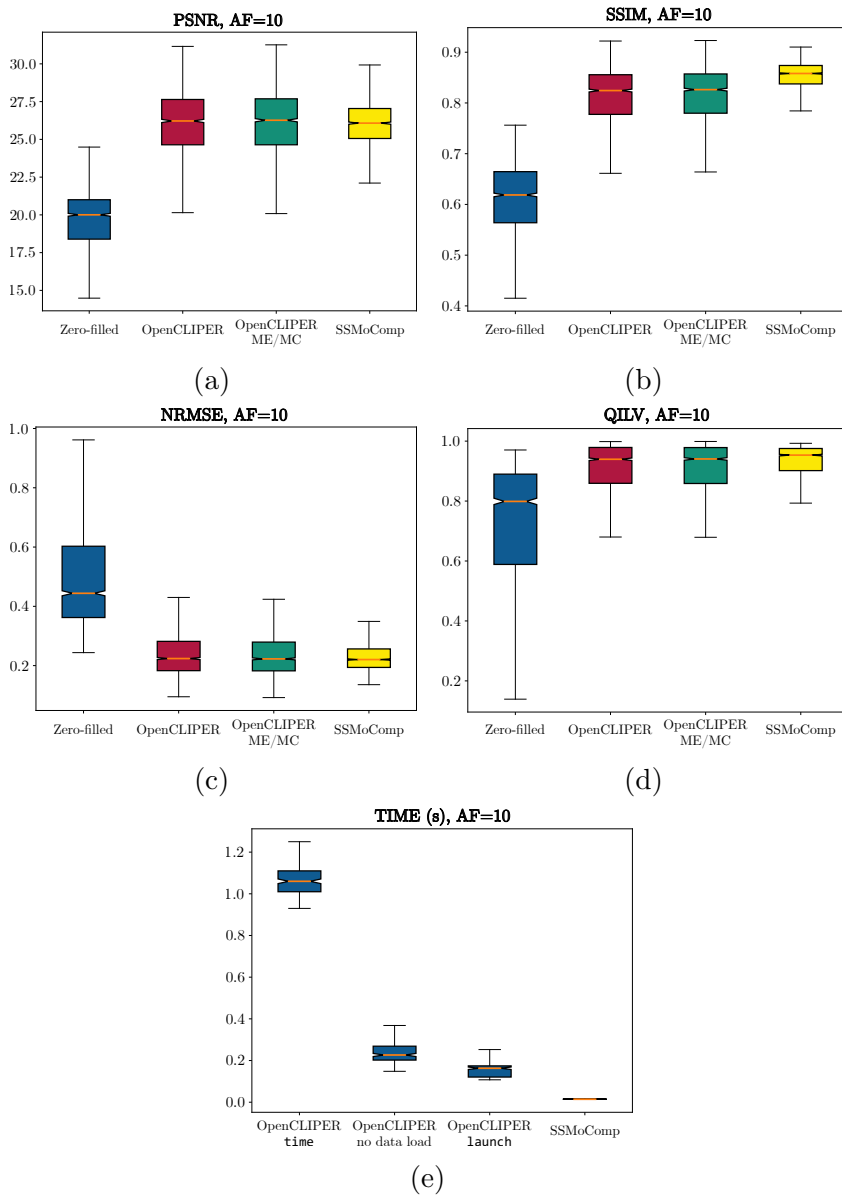 PSNR, AF=10
30.0
27.5
25.0
22.5
20.0
17.5
15.0
Zero-filled OpenCLIPER OpenCLIPER SSMoComp
ME/MC
(a)
SSIM, AF=10
0.9
0.8
0.7
0.6
0.5
0.4
Zero-filled OpenCLIPER OpenCLIPER SSMoComp
ME/MC
(b)
NRMSE, AF=10
1.0
0.8
0.6
0.4
0.2
Zero-filled OpenCLIPER OpenCLIPER SSMoComp
ME/MC
(c)
QILV, AF=10
1.0
0.8
0.6
0.4
0.2
Zero-filled OpenCLIPER OpenCLIPER SSMoComp
ME/MC
(d)
TIME (s), AF=10
1.2
1.0
0.8
0.6
0.4
0.2
0.0
OpenCLIPER OpenCLIPER OpenCLIPER SSMoComp
time no data load launch
(e)